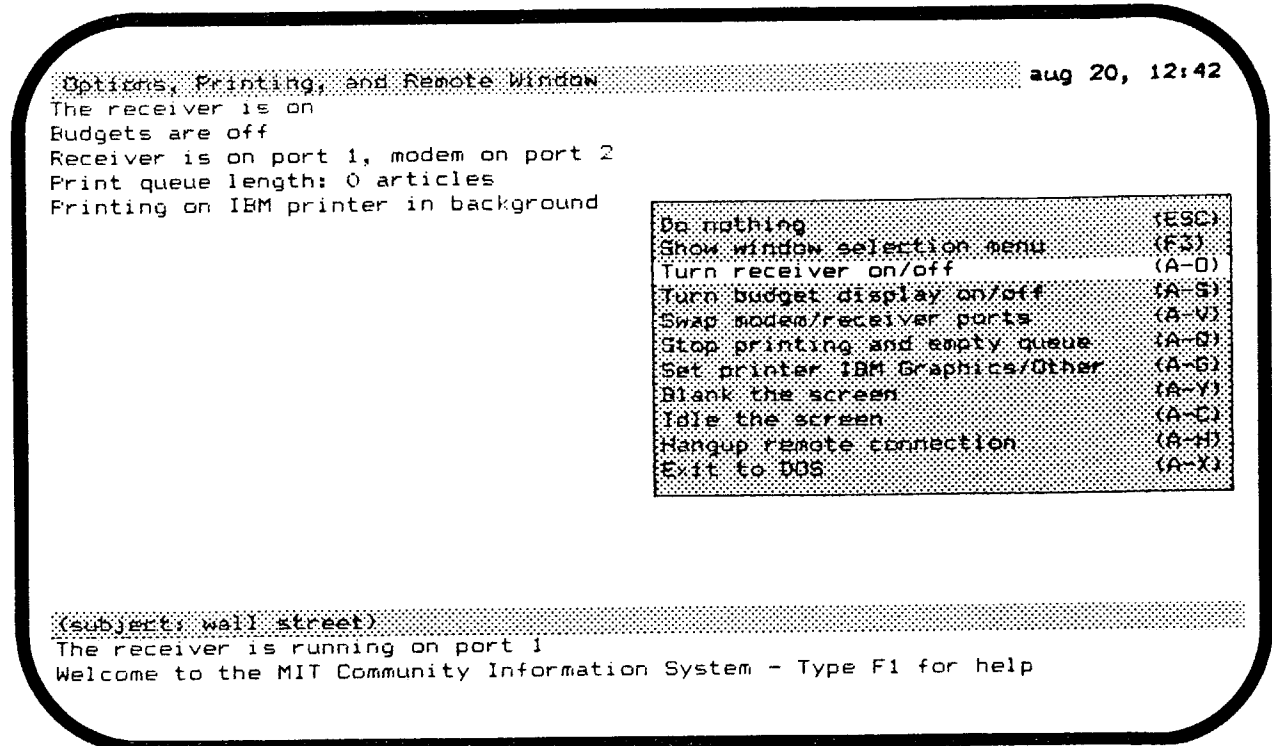 Options, Printing, and Remote Window aug 20, 12:42
The receiver is on
Budgets are off
Receiver is on port 1, modem on port 2
Print queue length: 0 articles
Printing on IBM printer in background
Do nothing (ESC)
Show window selection menu (F3)
Turn receiver on/off (A-O)
Turn budget display on/off (A-S)
Swap modem/receiver ports (A-V)
Stop printing and empty queue (A-Q)
Set printer IBM Graphics/Other (A-G)
Blank the screen (A-Y)
Idle the screen (A-C)
Hangup remote connection (A-H)
Exit to DOS (A-X)
(subject: wall street)
The receiver is running on port 1
Welcome to the MIT Community Information System - Type F1 for help